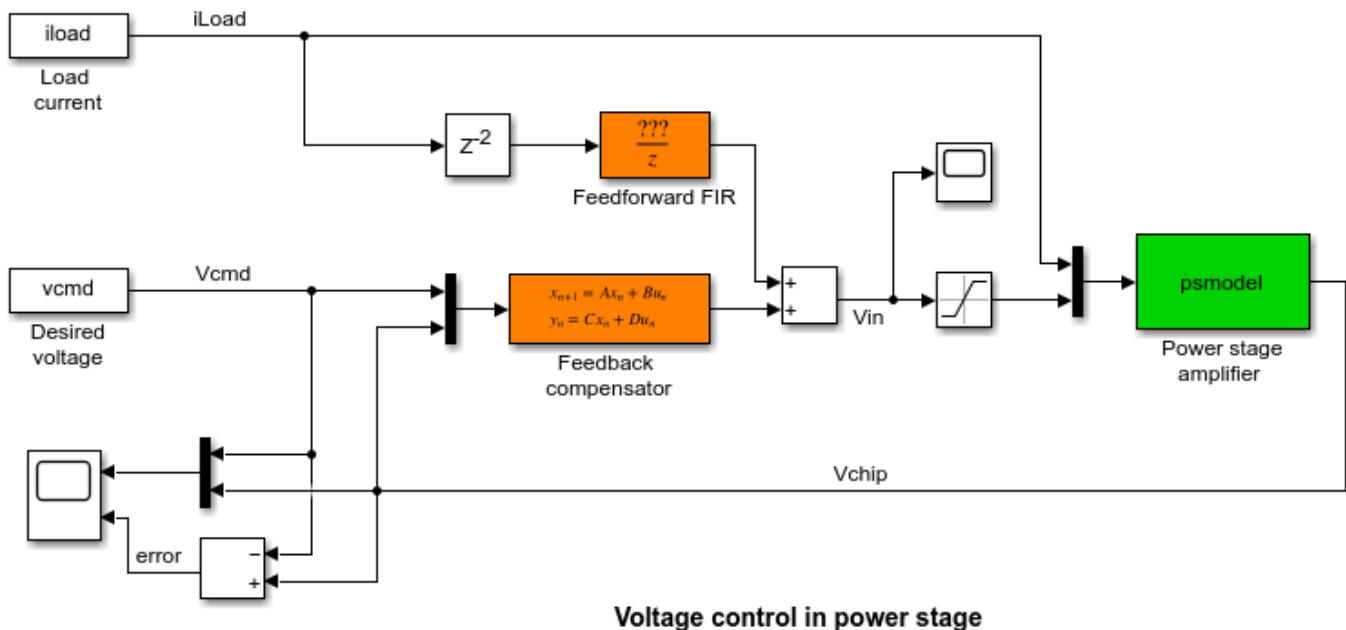 iload
iLoad
Load
current
Z-2
???
z
Feedforward FIR
vcmd
Vcmd
Desired
voltage
xn+1 = Axn + Bun
yn = Cxn + Dun
Feedback
compensator
+
+
Vin
psmodel
Power stage
amplifier
Vchip
error
−
+
Voltage control in power stage